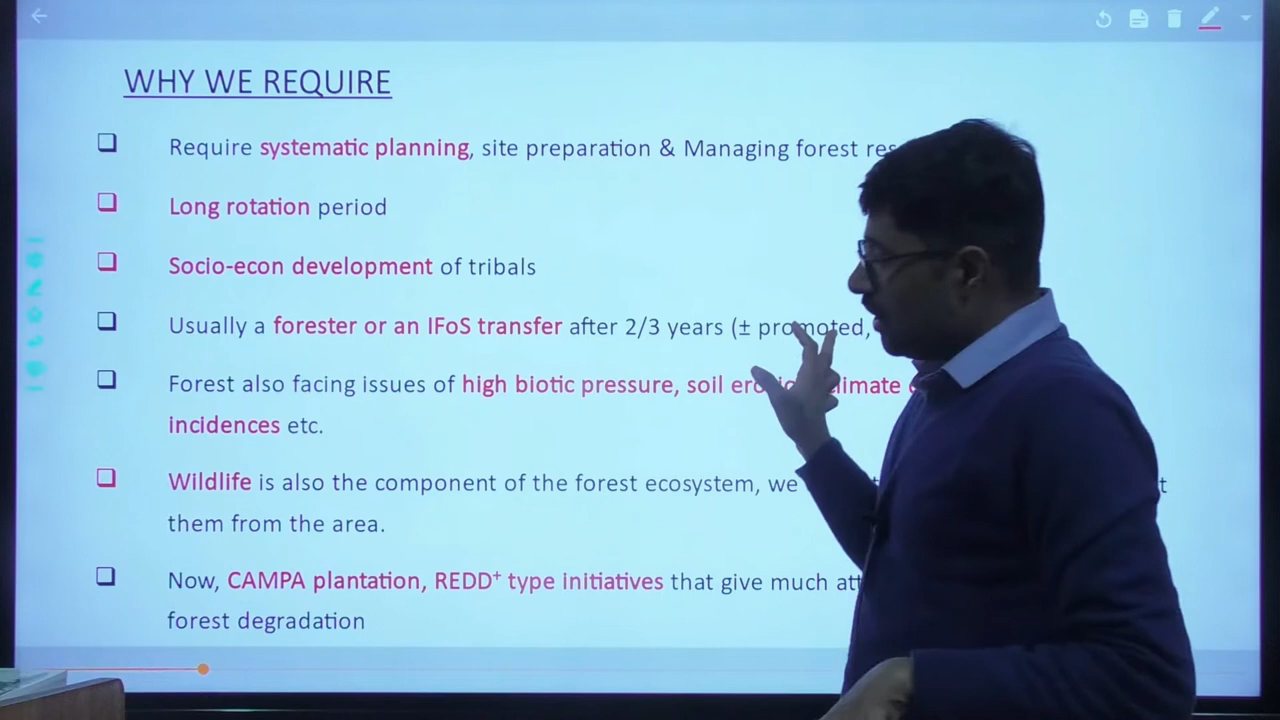 WHY WE REQUIRE
❑ Require systematic planning, site preparation & Managing forest
❑ Long rotation period
❑ Socio-econ development of tribals
❑ Usually a forester or an IFoS transfer after 2/3 years (± promoted,
❑ Forest also facing issues of high biotic pressure, soil
incidences etc.
❑ Wildlife is also the component of the forest ecosystem, we
them from the area.
❑ Now, CAMPA plantation, REDD⁺ type initiatives that give much
forest degradation